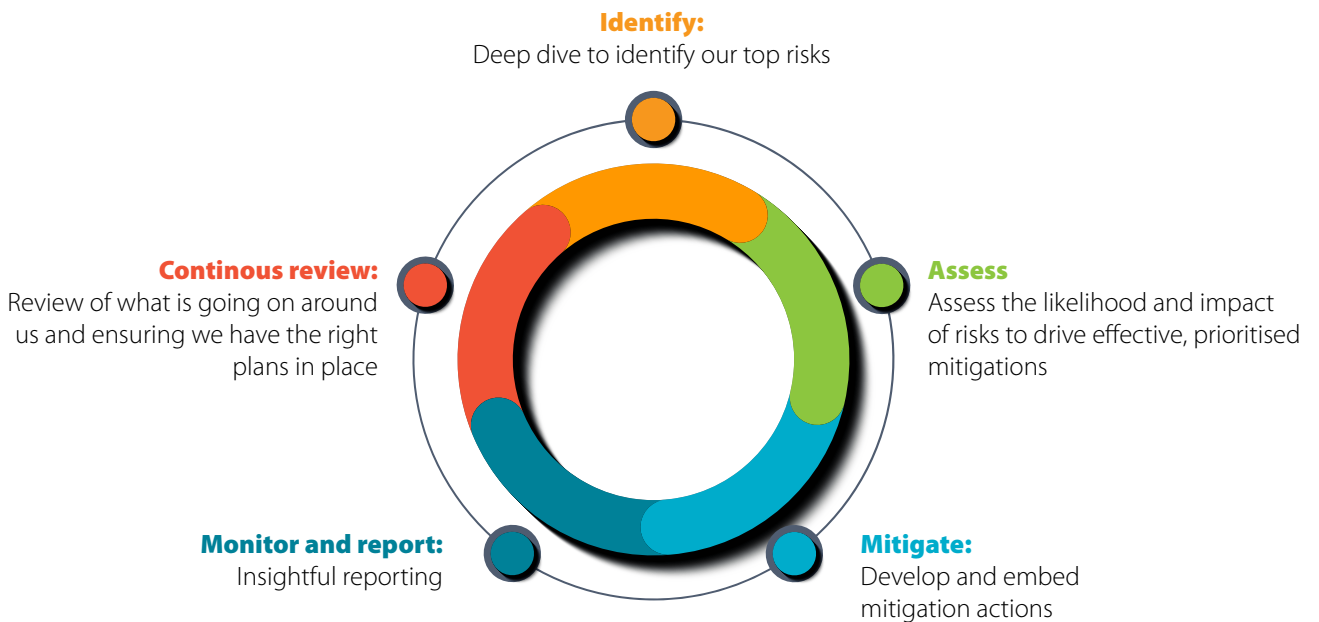 Identify:
Deep dive to identify our top risks
Assess
Assess the likelihood and impact
of risks to drive effective, prioritised
mitigations
Mitigate:
Develop and embed
mitigation actions
Monitor and report:
Insightful reporting
Continous review:
Review of what is going on around
us and ensuring we have the right
plans in place